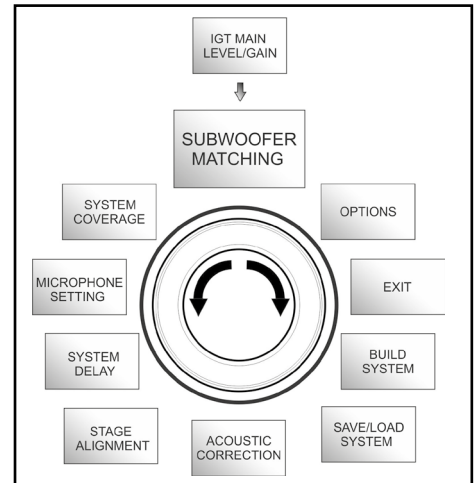 IGT MAIN
LEVEL/GAIN
SUBWOOFER
MATCHING
SYSTEM
COVERAGE
OPTIONS
MICROPHONE
SETTING
EXIT
SYSTEM
DELAY
BUILD
SYSTEM
STAGE
ALIGNMENT
ACOUSTIC
CORRECTION
SAVE/LOAD
SYSTEM